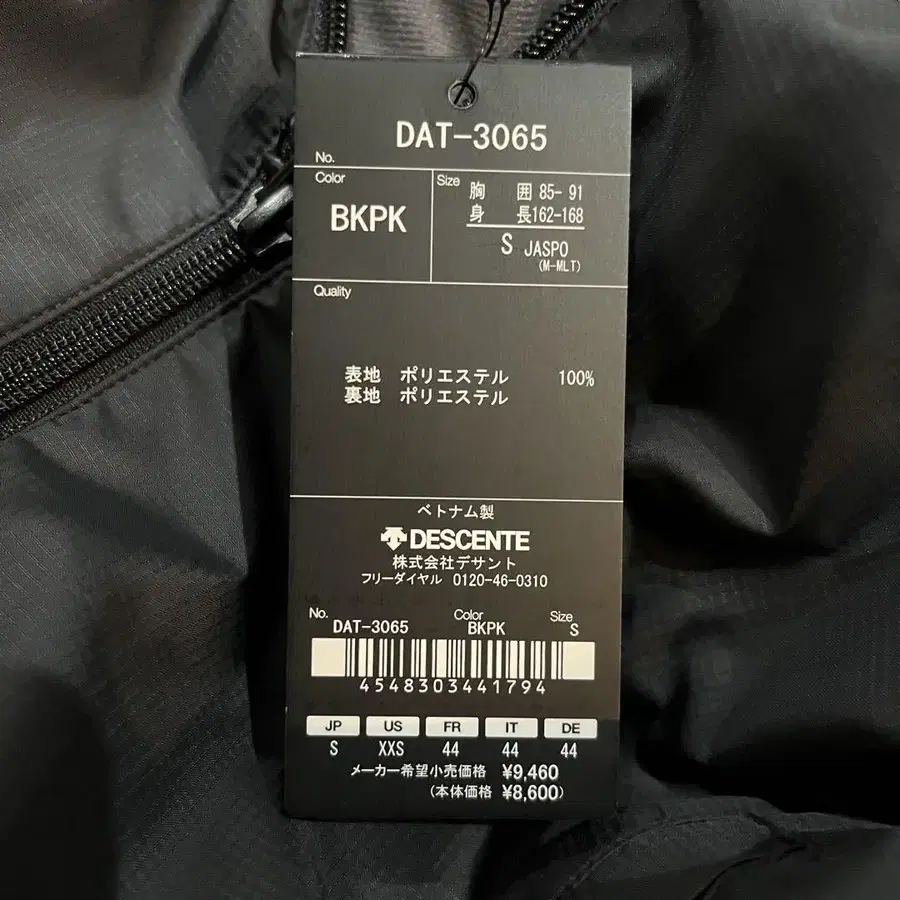 DAT-3065
No.
Color
BKPK
Size 胸 囲 85- 91
身 長162-168
S JASPO
(M-MLT)
Quality
表地 ポリエステル 100%
裏地 ポリエステル
ベトナム製
DESCENTE
株式会社デサント
フリーダイヤル 0120-46-0310
No. Color Size
DAT-3065 BKPK S
4548303441794
JP US FR IT DE
S XXS 44 44 44
メーカー希望小売価格 ¥9,460
(本体価格 ¥8,600)